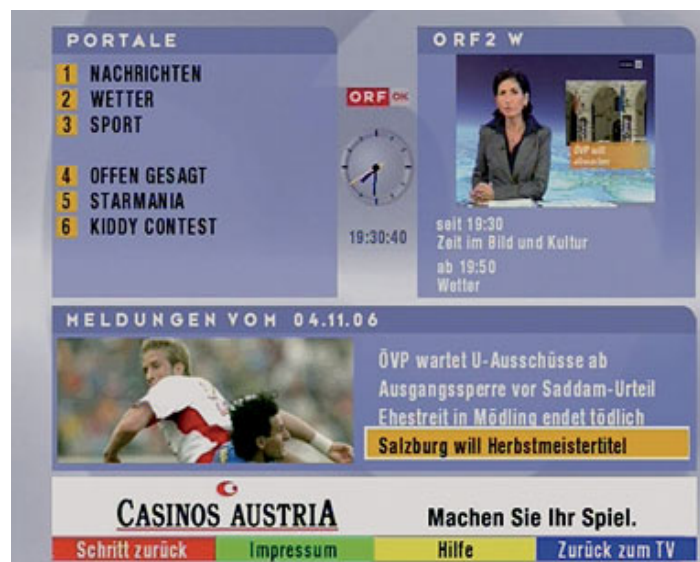 PORTALE
1 NACHRICHTEN
2 WETTER
3 SPORT
4 OFFEN GESAGT
5 STARMANIA
6 KIDDY CONTEST
ORF OK
19:30:40
ORF2 W
ÖVP will
seit 19:30
Zeit im Bild und Kultur
ab 19:50
Wetter
MELDUNGEN VOM 04.11.06
ÖVP wartet U-Ausschüsse ab
Ausgangssperre vor Saddam-Urteil
Ehestreit in Mödling endet tödlich
Salzburg will Herbstmeistertitel
CASINOS AUSTRIA
Machen Sie Ihr Spiel.
Schritt zurück
Impressum
Hilfe
Zurück zum TV